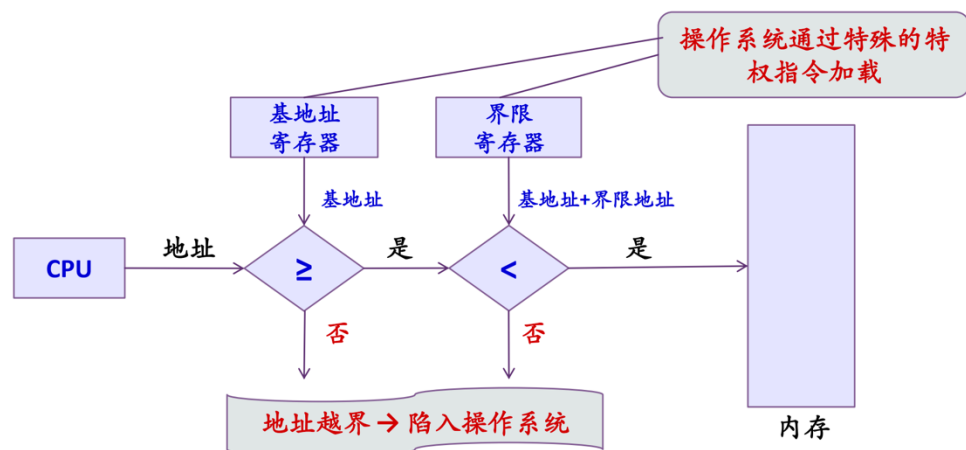 操作系统通过特殊的特
权指令加载
基地址
寄存器
界限
寄存器
基地址
基地址+界限地址
CPU
地址
≥
是
<
是
否
否
地址越界→陷入操作系统
内存